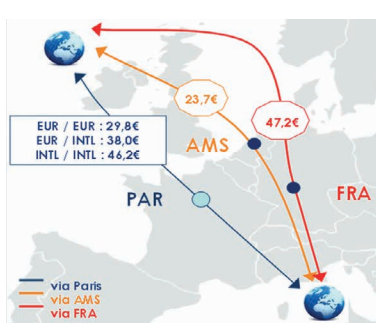 23,7€
47,2€
EUR / EUR : 29,8€
EUR / INTL : 38,0€
INTL / INTL : 46,2€
AMS
PAR
FRA
via Paris
via AMS
via FRA